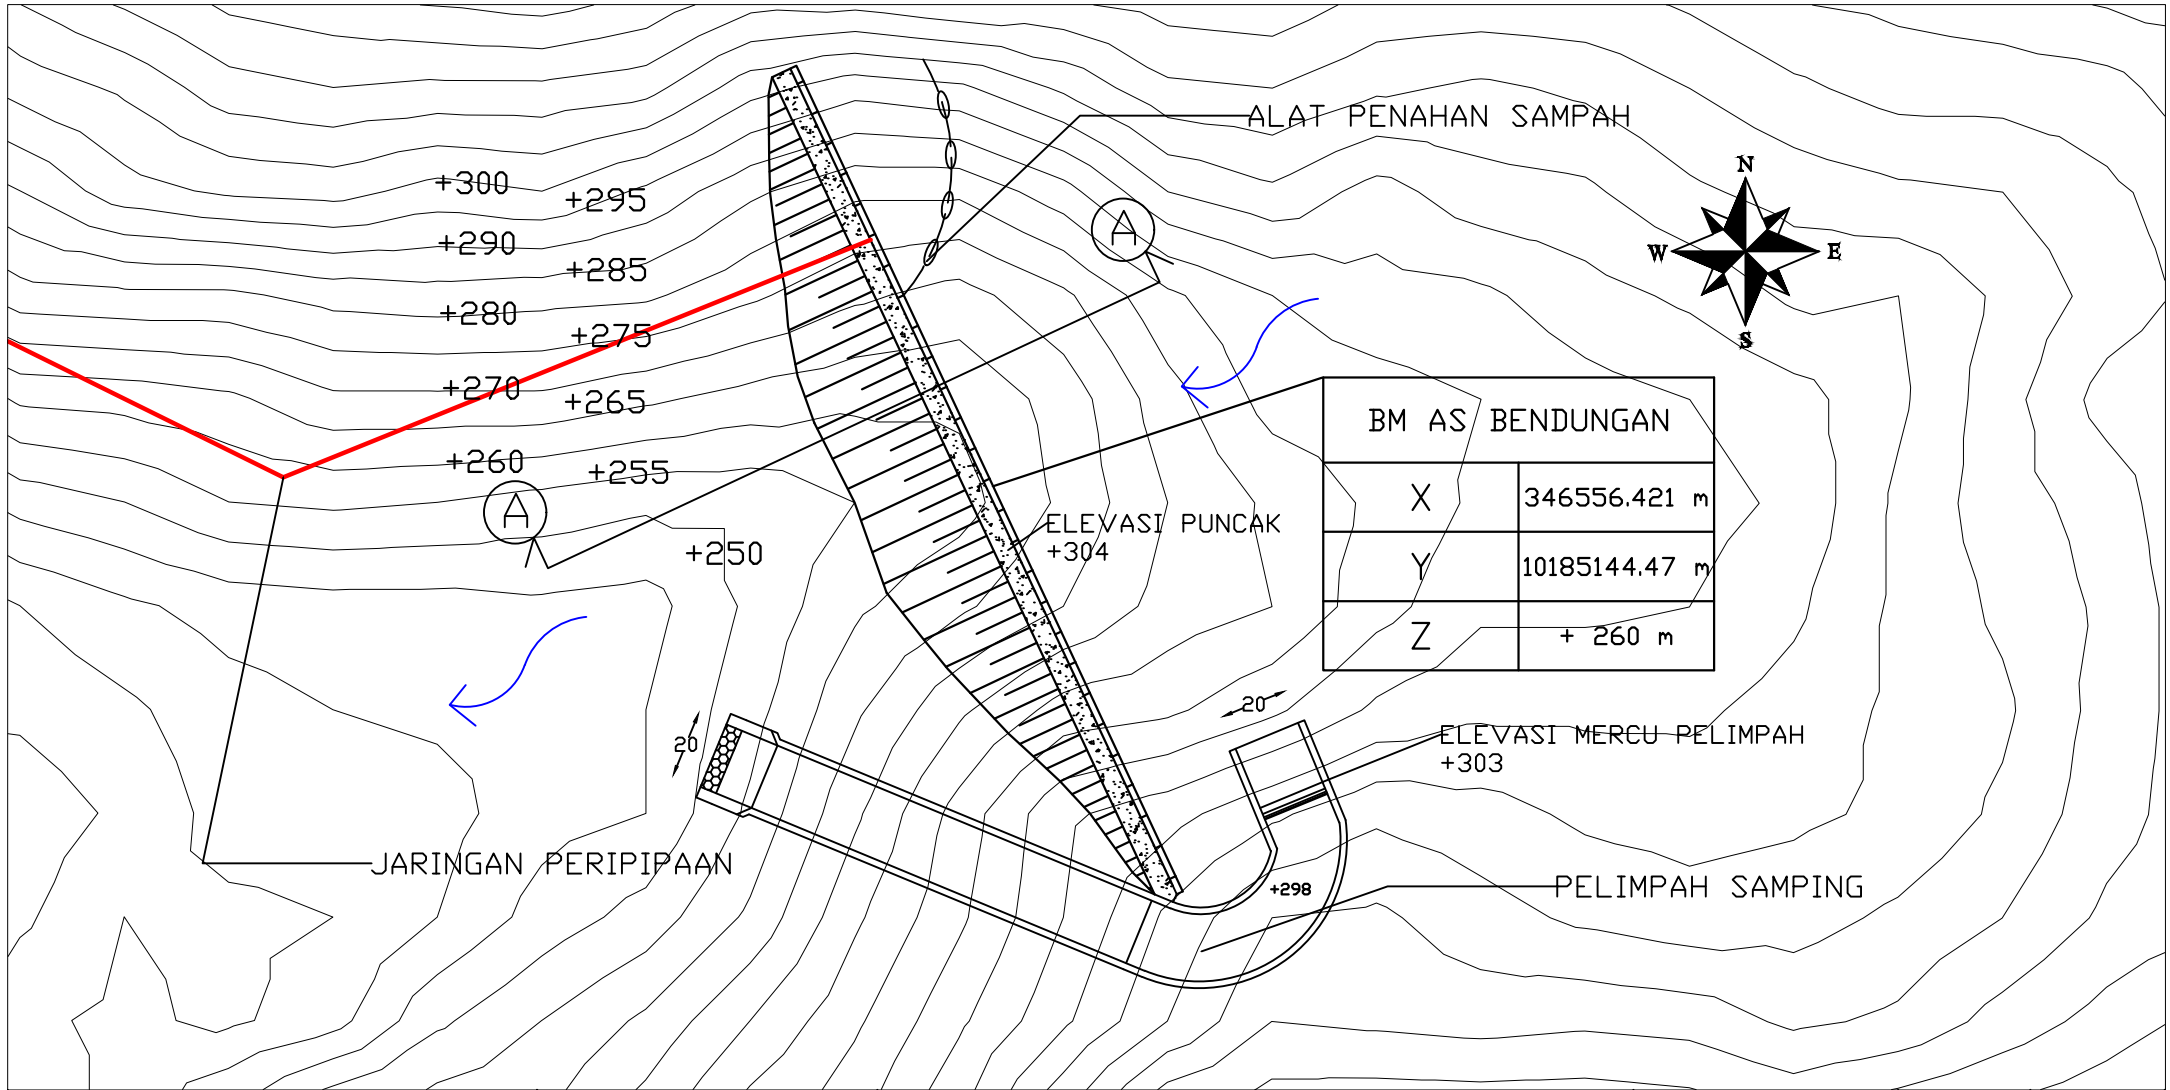 ALAT PENAHAN SAMPAH
N
W
E
S
+300
+295
+290
+285
+280
+275
+270
+265
+260
+255
+250
A
A
BM AS BENDUNGAN
X 346556.421 m
Y 10185144.47 m
Z + 260 m
ELEVASI PUNCAK
+304
20
20
ELEVASI MERCU PELIMPAH
+303
JARINGAN PERIPIPAAN
+298
PELIMPAH SAMPING